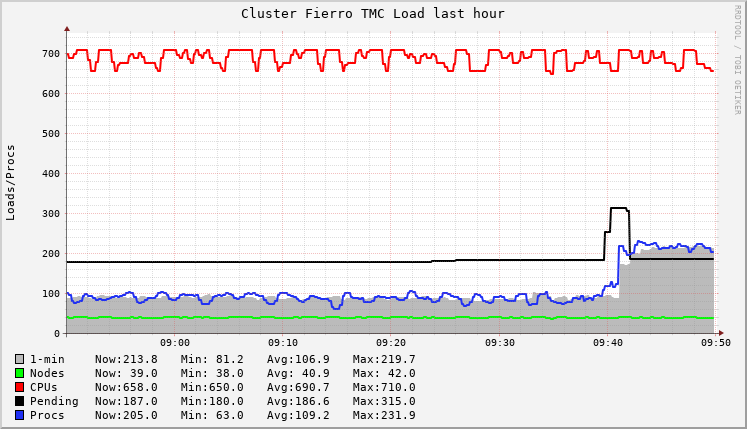 Cluster Fierro TMC Load last hour
RRDTOOL / TOBI OETIKER
Loads/Procs
700
600
500
400
300
200
100
0
09:00 09:10 09:20 09:30 09:40 09:50
1-min Now:213.8 Min: 81.2 Avg:106.9 Max:219.7
Nodes Now: 39.0 Min: 38.0 Avg: 40.9 Max: 42.0
CPUs Now:658.0 Min:650.0 Avg:690.7 Max:710.0
Pending Now:187.0 Min:180.0 Avg:186.6 Max:315.0
Procs Now:205.0 Min: 63.0 Avg:109.2 Max:231.9